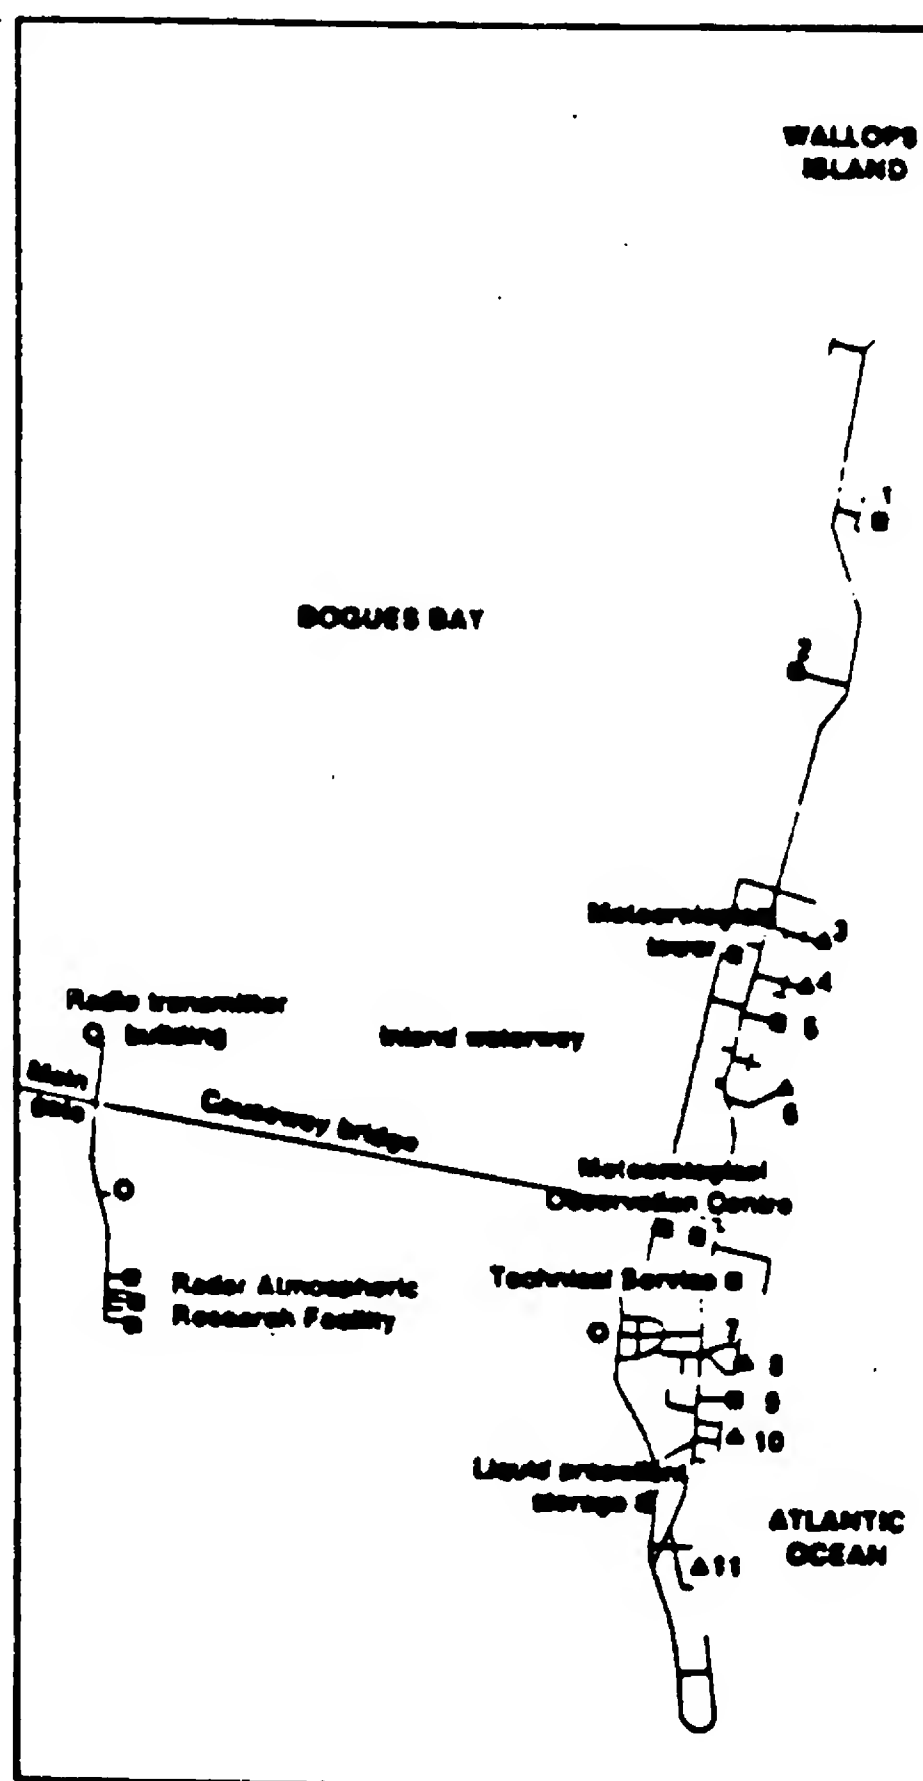 WALLOPS
ISLAND
1
BOGUES BAY
2
Meteorological
tower
3
4
Radio transmitter
building
Inland waterway
5
Main
gate
Causeway bridge
6
Meteorological
Observation Centre
Radar Atmospheric
Research Facility
Technical Service
7
8
9
10
Liquid propellant
storage
ATLANTIC
OCEAN
11